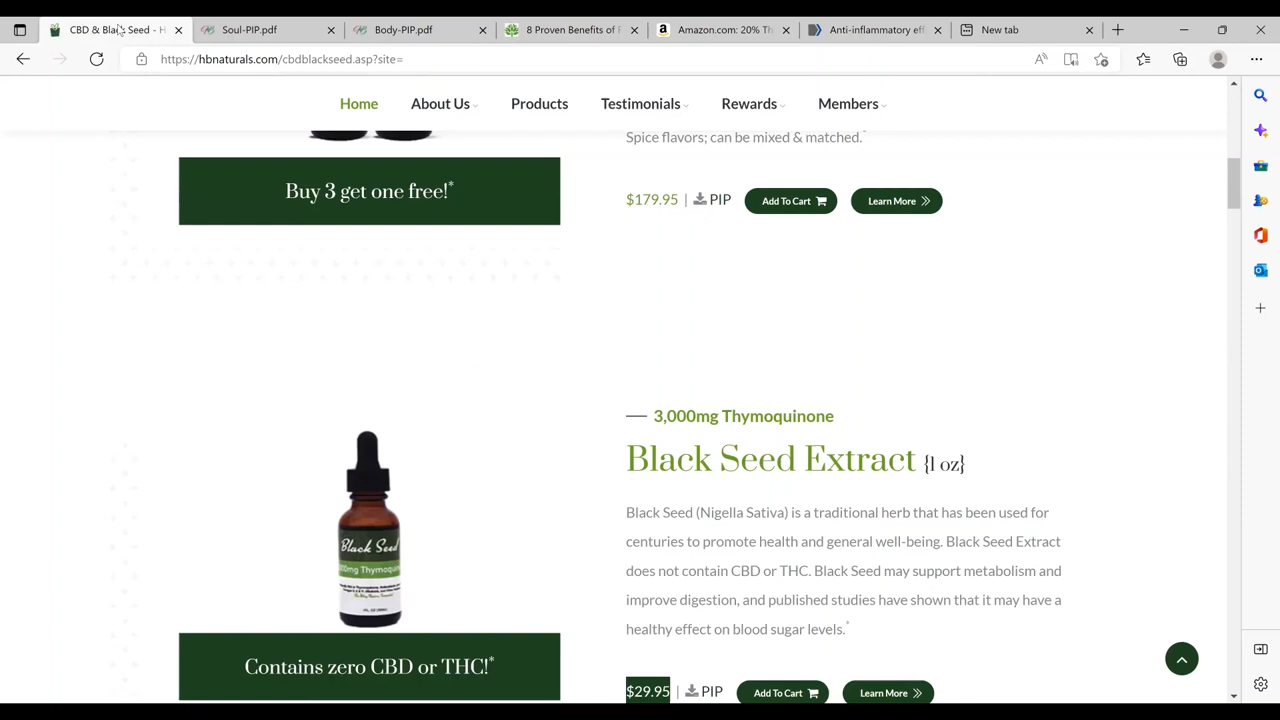 CBD & Black Seed - H
Soul-PIP.pdf
Body-PIP.pdf
8 Proven Benefits of F
Amazon.com: 20% Th
Anti-inflammatory eff
New tab
https://hbnaturals.com/cbdblackseed.asp?site=
Home
About Us
Products
Testimonials
Rewards
Members
Spice flavors; can be mixed & matched.*
Buy 3 get one free!*
$179.95 | PIP
Add To Cart
Learn More
3,000mg Thymoquinone
Black Seed Extract {1 oz}
Black Seed (Nigella Sativa) is a traditional herb that has been used for
centuries to promote health and general well-being. Black Seed Extract
does not contain CBD or THC. Black Seed may support metabolism and
improve digestion, and published studies have shown that it may have a
healthy effect on blood sugar levels.*
Black Seed
Contains zero CBD or THC!*
$29.95 | PIP
Add To Cart
Learn More